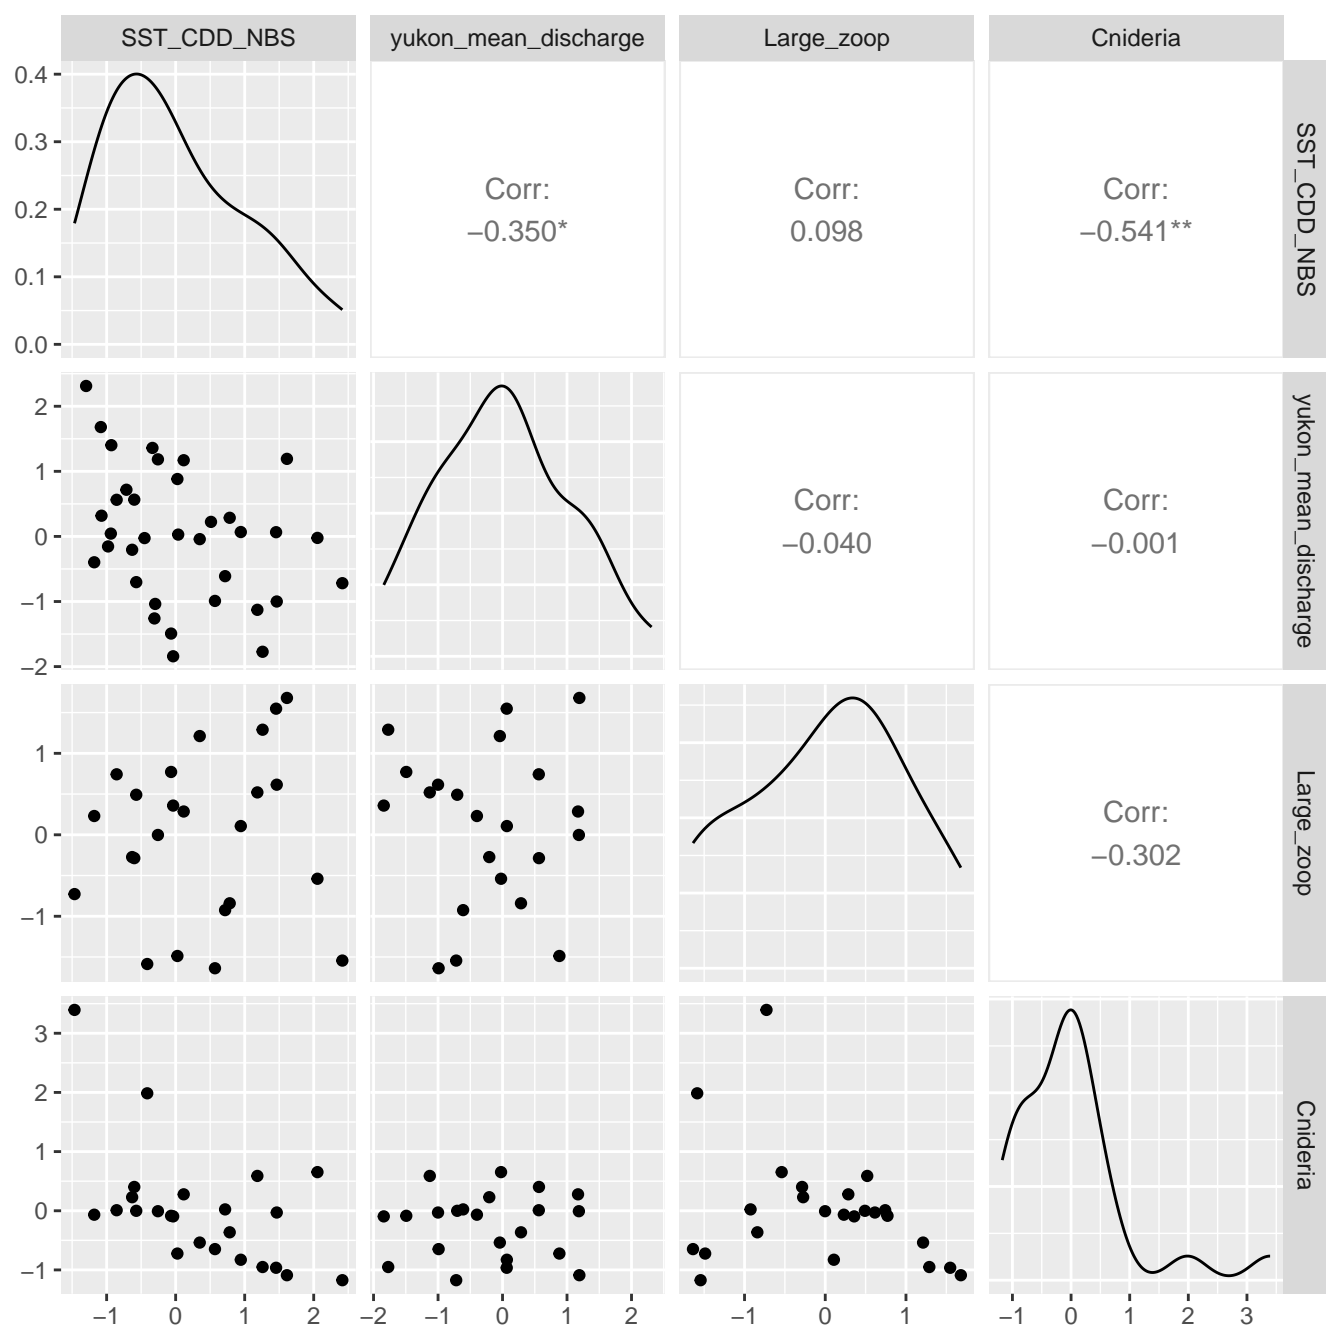 SST_CDD_NBS yukon_mean_discharge Large_zoop Cnideria
0.4
0.3
0.2
0.1
0.0
Corr:
−0.350*
Corr:
0.098
Corr:
−0.541**
SST_CDD_NBS
2
1
0
−1
−2
Corr:
−0.040
Corr:
−0.001
yukon_mean_discharge
1
0
−1
Corr:
−0.302
Large_zoop
3
2
1
0
−1
Cnideria
−1 0 1 2 −2 −1 0 1 2 −1 0 1 −1 0 1 2 3